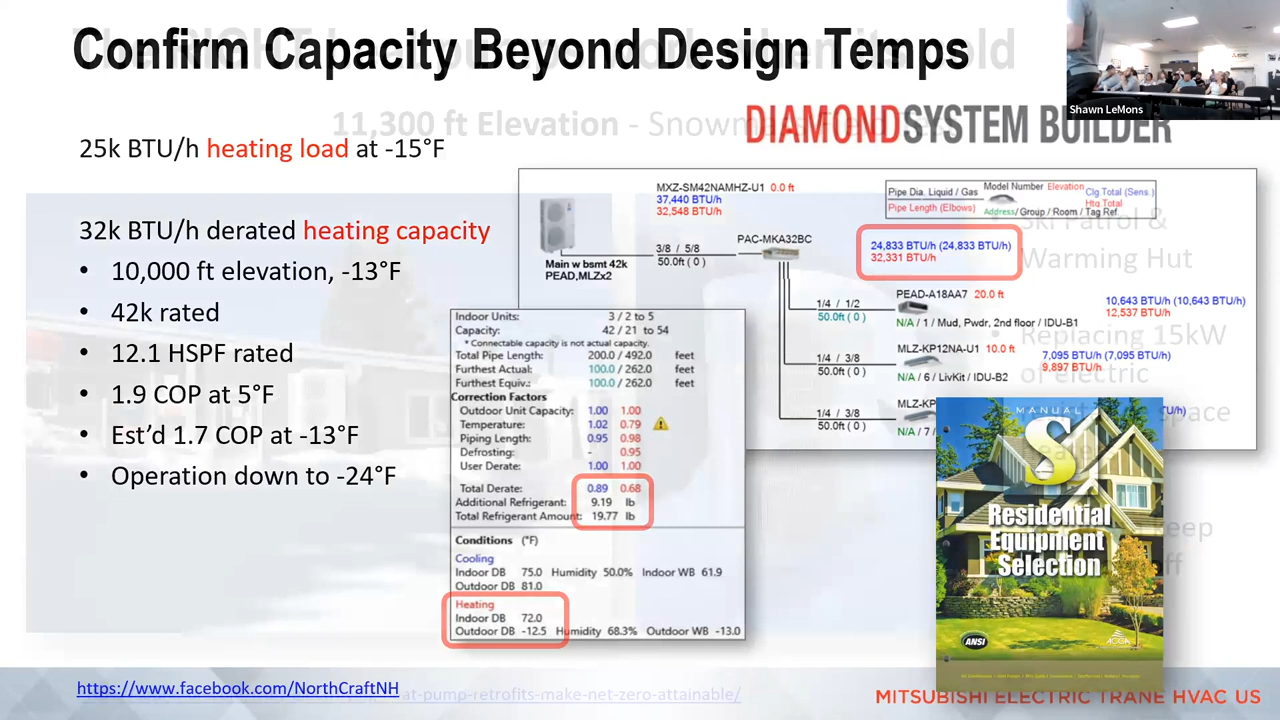 Confirm Capacity Beyond Design Temps
Shawn LeMons
11,300 ft Elevation - Snowm
DIAMONDSYSTEM BUILDER
25k BTU/h heating load at -15°F
32k BTU/h derated heating capacity
• 10,000 ft elevation, -13°F
• 42k rated
• 12.1 HSPF rated
• 1.9 COP at 5°F
• Est'd 1.7 COP at -13°F
• Operation down to -24°F
MXZ-SM42NAMHZ-U1 0.0 ft
37,440 BTU/h
32,548 BTU/h
Main w bsmt 42k
PEAD,MLZx2
3/8 / 5/8
50.0ft ( 0 )
PAC-MKA32BC
Pipe Dia. Liquid / Gas
Pipe Length (Elbows)
Model Number Elevation
Address/ Group / Room / Tag Ref.
Clg Total (Sens.)
Htg Total
24,833 BTU/h (24,833 BTU/h)
32,331 BTU/h
1/4 / 1/2
50.0ft ( 0 )
PEAD-A18AA7 20.0 ft
N/A / 1 / Mud, Pwdr, 2nd floor / IDU-B1
10,643 BTU/h (10,643 BTU/h)
12,537 BTU/h
1/4 / 3/8
50.0ft ( 0 )
MLZ-KP12NA-U1 10.0 ft
N/A / 6 / LivKit / IDU-B2
7,095 BTU/h (7,095 BTU/h)
9,897 BTU/h
1/4 / 3/8
50.0ft ( 0 )
MLZ-KP
N/A / 7 /
Ski Patrol &
Warming Hut
Replacing 15kW
of electric
space
keep
Indoor Units: 3 / 2 to 5
Capacity: 42 / 21 to 54
* Connectable capacity is not actual capacity.
Total Pipe Length: 200.0 / 492.0 feet
Furthest Actual: 100.0 / 262.0 feet
Furthest Equiv.: 100.0 / 262.0 feet
Correction Factors
Outdoor Unit Capacity: 1.00 1.00
Temperature: 1.02 0.79
Piping Length: 0.95 0.98
Defrosting: - 0.95
User Derate: 1.00 1.00
Total Derate: 0.89 0.68
Additional Refrigerant: 9.19 lb
Total Refrigerant Amount: 19.77 lb
Conditions (°F)
Cooling
Indoor DB 75.0 Humidity 50.0% Indoor WB 61.9
Outdoor DB 81.0
Heating
Indoor DB 72.0
Outdoor DB -12.5 Humidity 68.3% Outdoor WB -13.0
MANUAL
S
Residential
Equipment
Selection
ANSI
ACCA
https://www.facebook.com/NorthCraftNH
at-pump-retrofits-make-net-zero-attainable/
MITSUBISHI ELECTRIC TRANE HVAC US